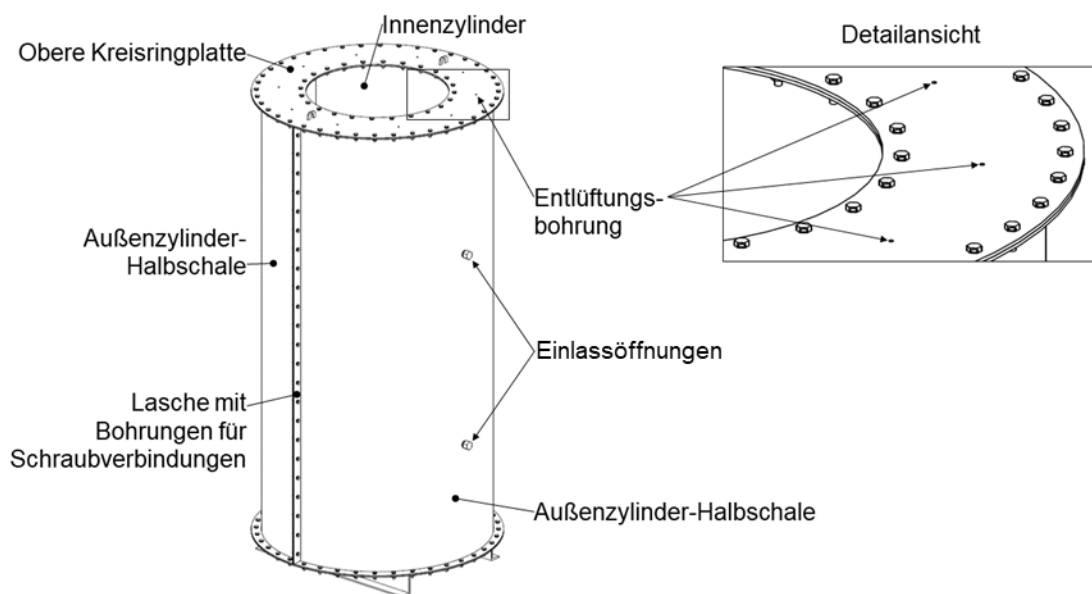 Innenzylinder
Obere Kreisringplatte
Detailansicht
Entlüftungs-
bohrung
Außenzylinder-
Halbschale
Einlassöffnungen
Lasche mit
Bohrungen für
Schraubverbindungen
Außenzylinder-Halbschale